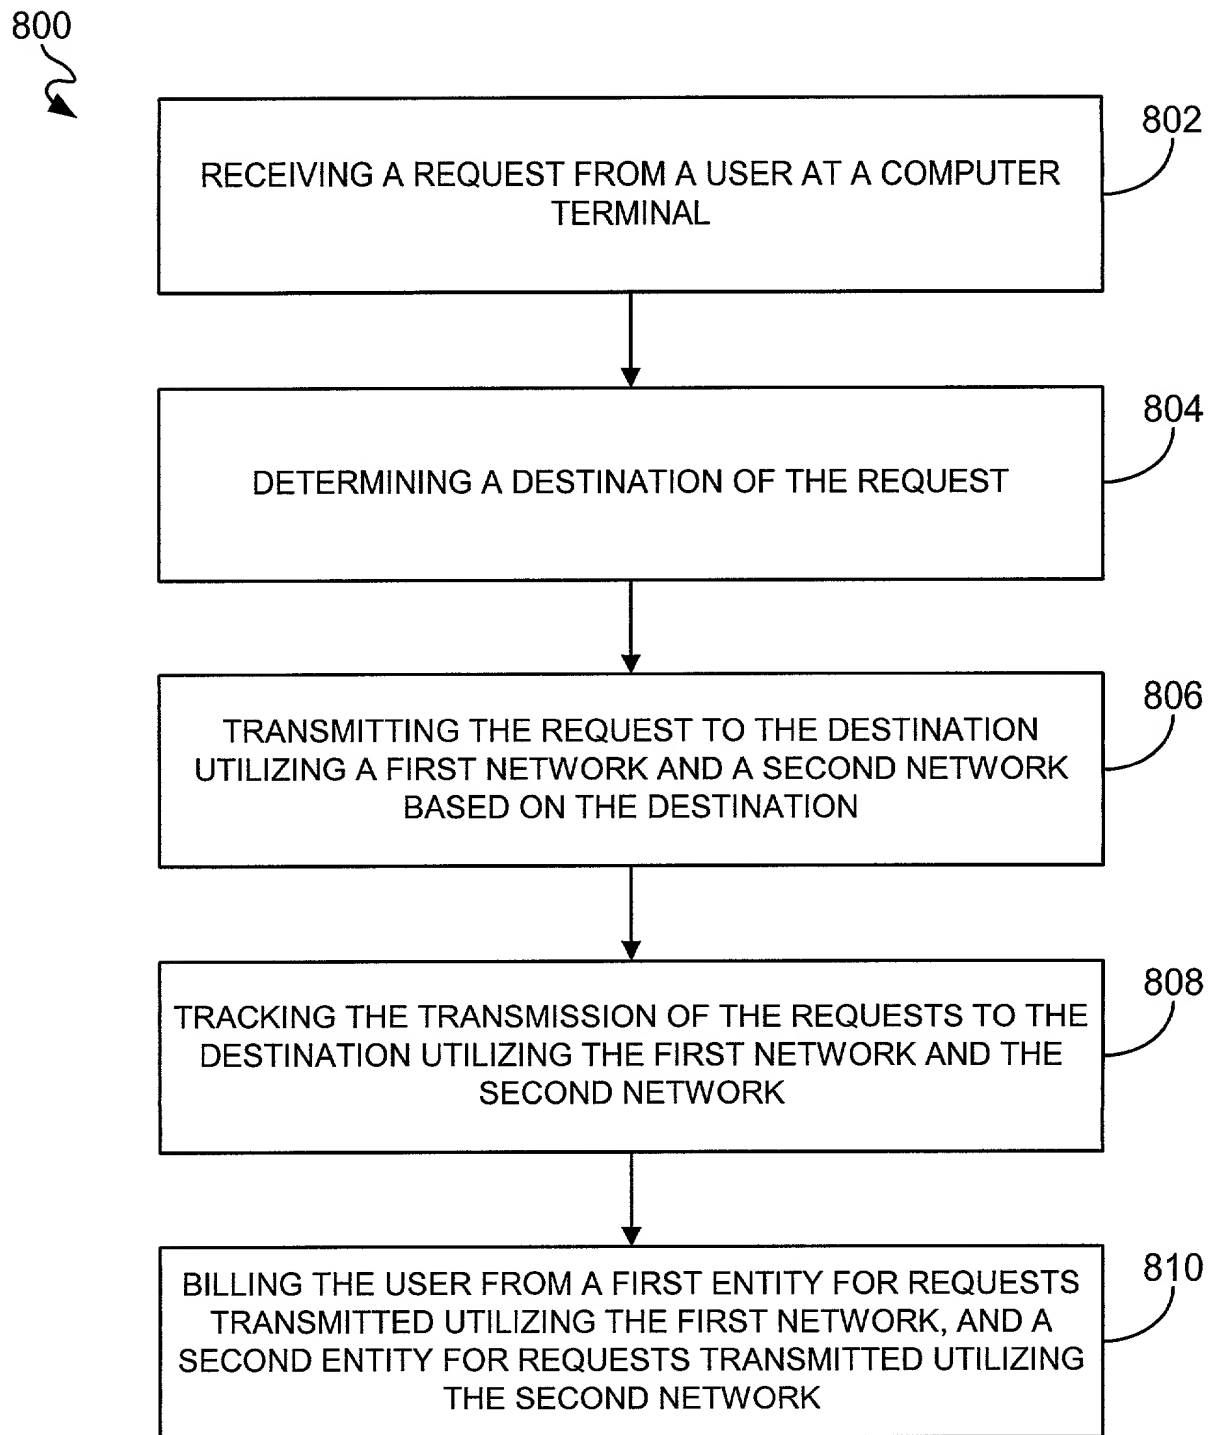 800
802
RECEIVING A REQUEST FROM A USER AT A COMPUTER
TERMINAL
804
DETERMINING A DESTINATION OF THE REQUEST
806
TRANSMITTING THE REQUEST TO THE DESTINATION
UTILIZING A FIRST NETWORK AND A SECOND NETWORK
BASED ON THE DESTINATION
808
TRACKING THE TRANSMISSION OF THE REQUESTS TO THE
DESTINATION UTILIZING THE FIRST NETWORK AND THE
SECOND NETWORK
810
BILLING THE USER FROM A FIRST ENTITY FOR REQUESTS
TRANSMITTED UTILIZING THE FIRST NETWORK, AND A
SECOND ENTITY FOR REQUESTS TRANSMITTED UTILIZING
THE SECOND NETWORK